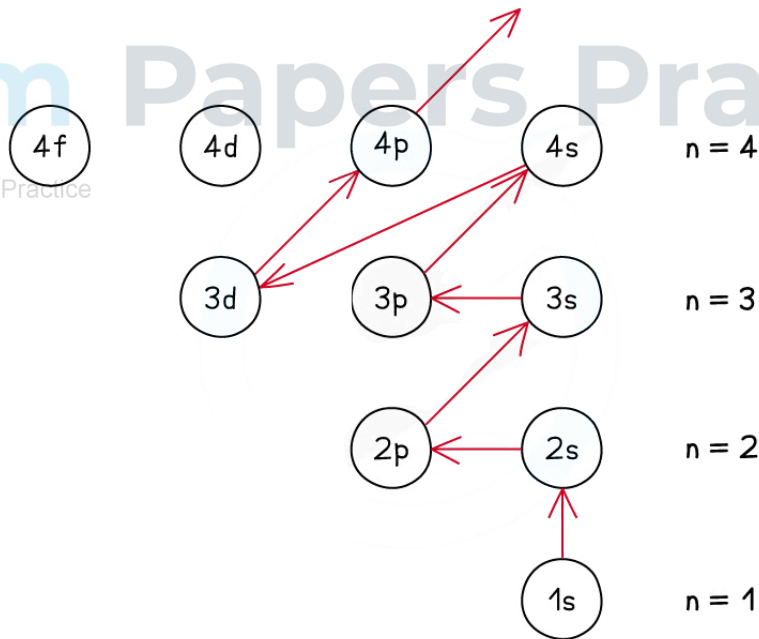 Papers Pra
4f 4d 4p 4s n = 4
Practice
3d 3p 3s n = 3
2p 2s n = 2
1s n = 1